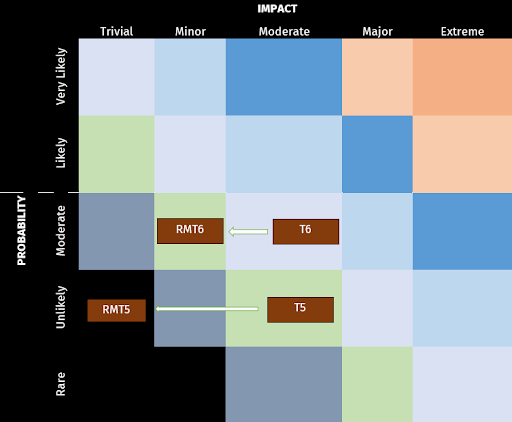 IMPACT
Trivial Minor Moderate Major Extreme
Very Likely
Likely
PROBABILITY
Moderate
RMT6 T6
Unlikely
RMT5 T5
Rare